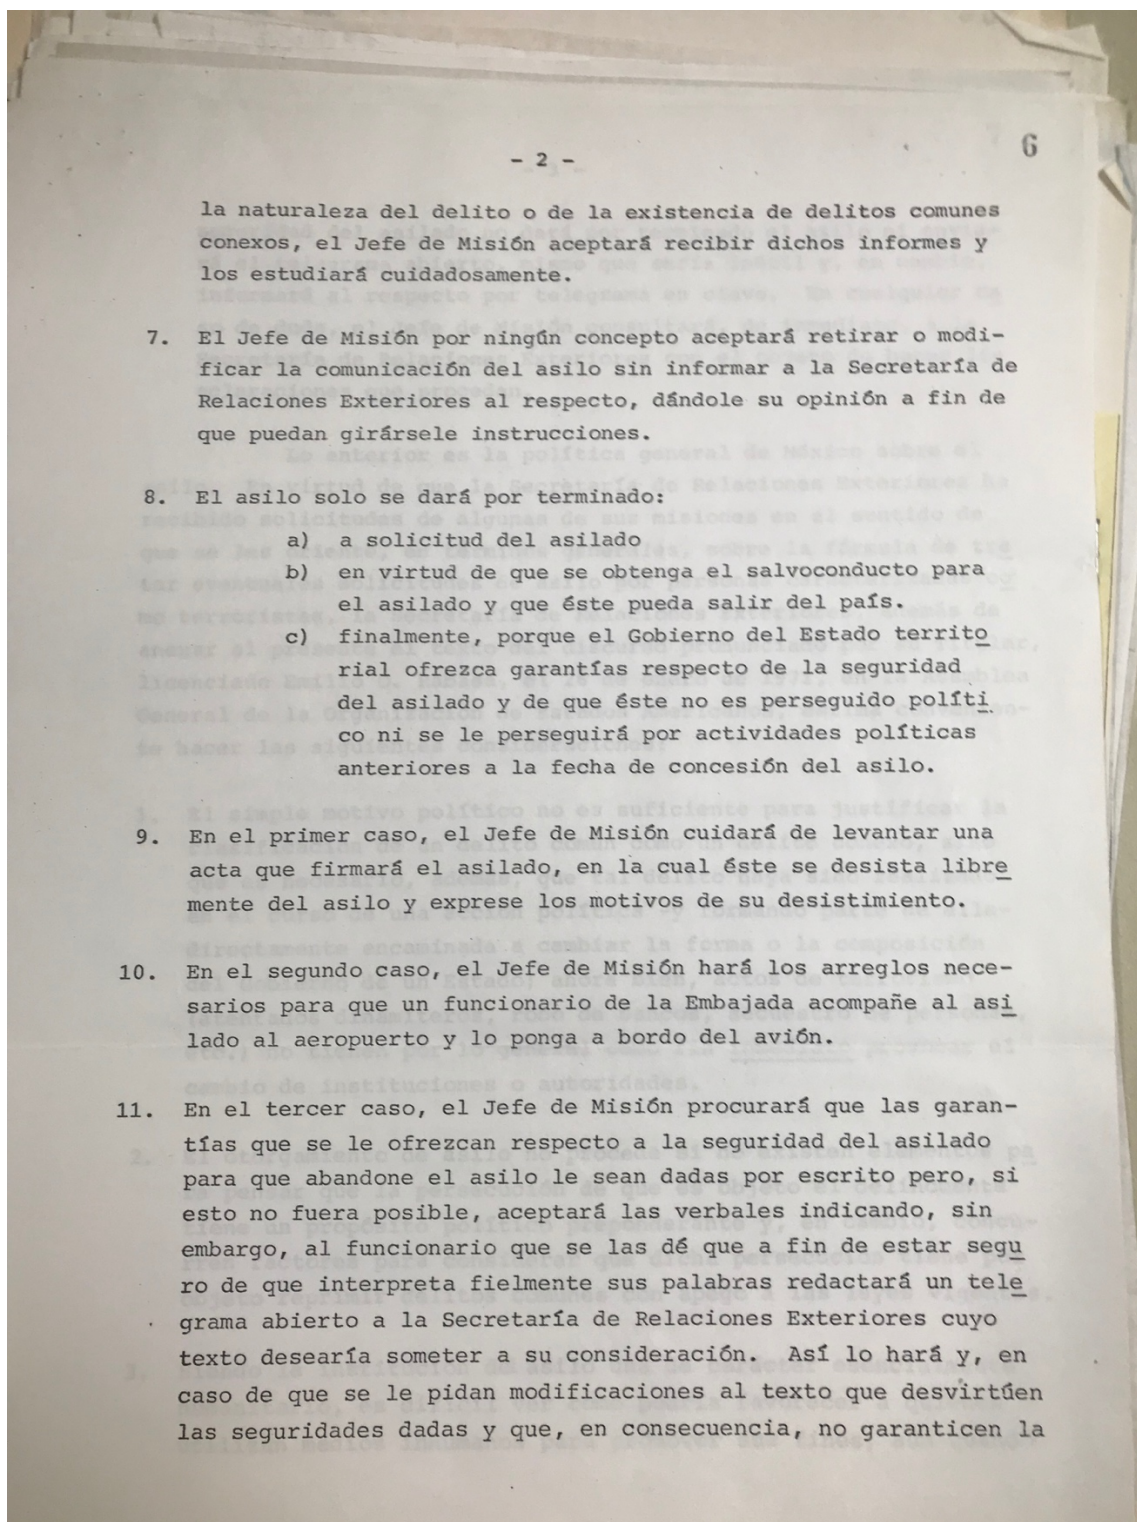 6
- 2 -
la naturaleza del delito o de la existencia de delitos comunes
conexos, el Jefe de Misión aceptará recibir dichos informes y
los estudiará cuidadosamente.
7. El Jefe de Misión por ningún concepto aceptará retirar o modi-
ficar la comunicación del asilo sin informar a la Secretaría de
Relaciones Exteriores al respecto, dándole su opinión a fin de
que puedan girársele instrucciones.
8. El asilo solo se dará por terminado:
a) a solicitud del asilado
b) en virtud de que se obtenga el salvoconducto para
el asilado y que éste pueda salir del país.
c) finalmente, porque el Gobierno del Estado territo
rial ofrezca garantías respecto de la seguridad
del asilado y de que éste no es perseguido políti
co ni se le perseguirá por actividades políticas
anteriores a la fecha de concesión del asilo.
9. En el primer caso, el Jefe de Misión cuidará de levantar una
acta que firmará el asilado, en la cual éste se desista libre
mente del asilo y exprese los motivos de su desistimiento.
10. En el segundo caso, el Jefe de Misión hará los arreglos nece-
sarios para que un funcionario de la Embajada acompañe al asi
lado al aeropuerto y lo ponga a bordo del avión.
11. En el tercer caso, el Jefe de Misión procurará que las garan-
tías que se le ofrezcan respecto a la seguridad del asilado
para que abandone el asilo le sean dadas por escrito pero, si
esto no fuera posible, aceptará las verbales indicando, sin
embargo, al funcionario que se las dé que a fin de estar segu
ro de que interpreta fielmente sus palabras redactará un tele
grama abierto a la Secretaría de Relaciones Exteriores cuyo
texto desearía someter a su consideración. Así lo hará y, en
caso de que se le pidan modificaciones al texto que desvirtúen
las seguridades dadas y que, en consecuencia, no garanticen la